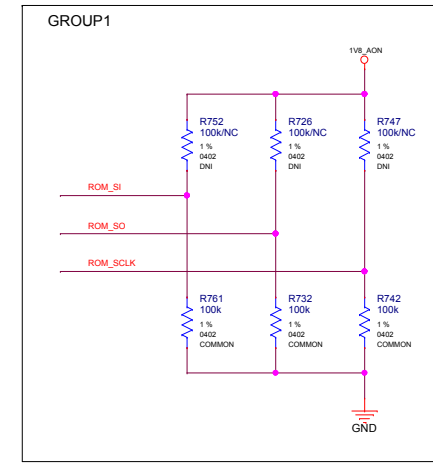 GROUP1
1V8_AON
R752
100k/NC
1 %
0402
DNI
R726
100k/NC
1 %
0402
DNI
R747
100k/NC
1 %
0402
DNI
ROM_SI
ROM_SO
ROM_SCLK
R761
100k
1 %
0402
COMMON
R732
100k
1 %
0402
COMMON
R742
100k
1 %
0402
COMMON
GND